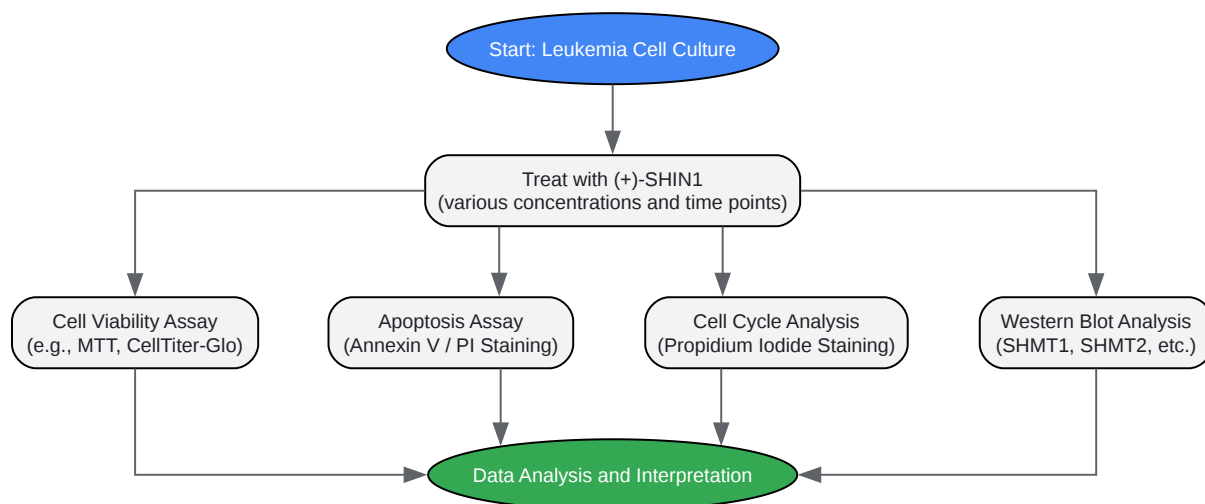 Start: Leukemia Cell Culture
Treat with (+)-SHIN1
(various concentrations and time points)
Cell Viability Assay
(e.g., MTT, CellTiter-Glo)
Apoptosis Assay
(Annexin V / PI Staining)
Cell Cycle Analysis
(Propidium Iodide Staining)
Western Blot Analysis
(SHMT1, SHMT2, etc.)
Data Analysis and Interpretation